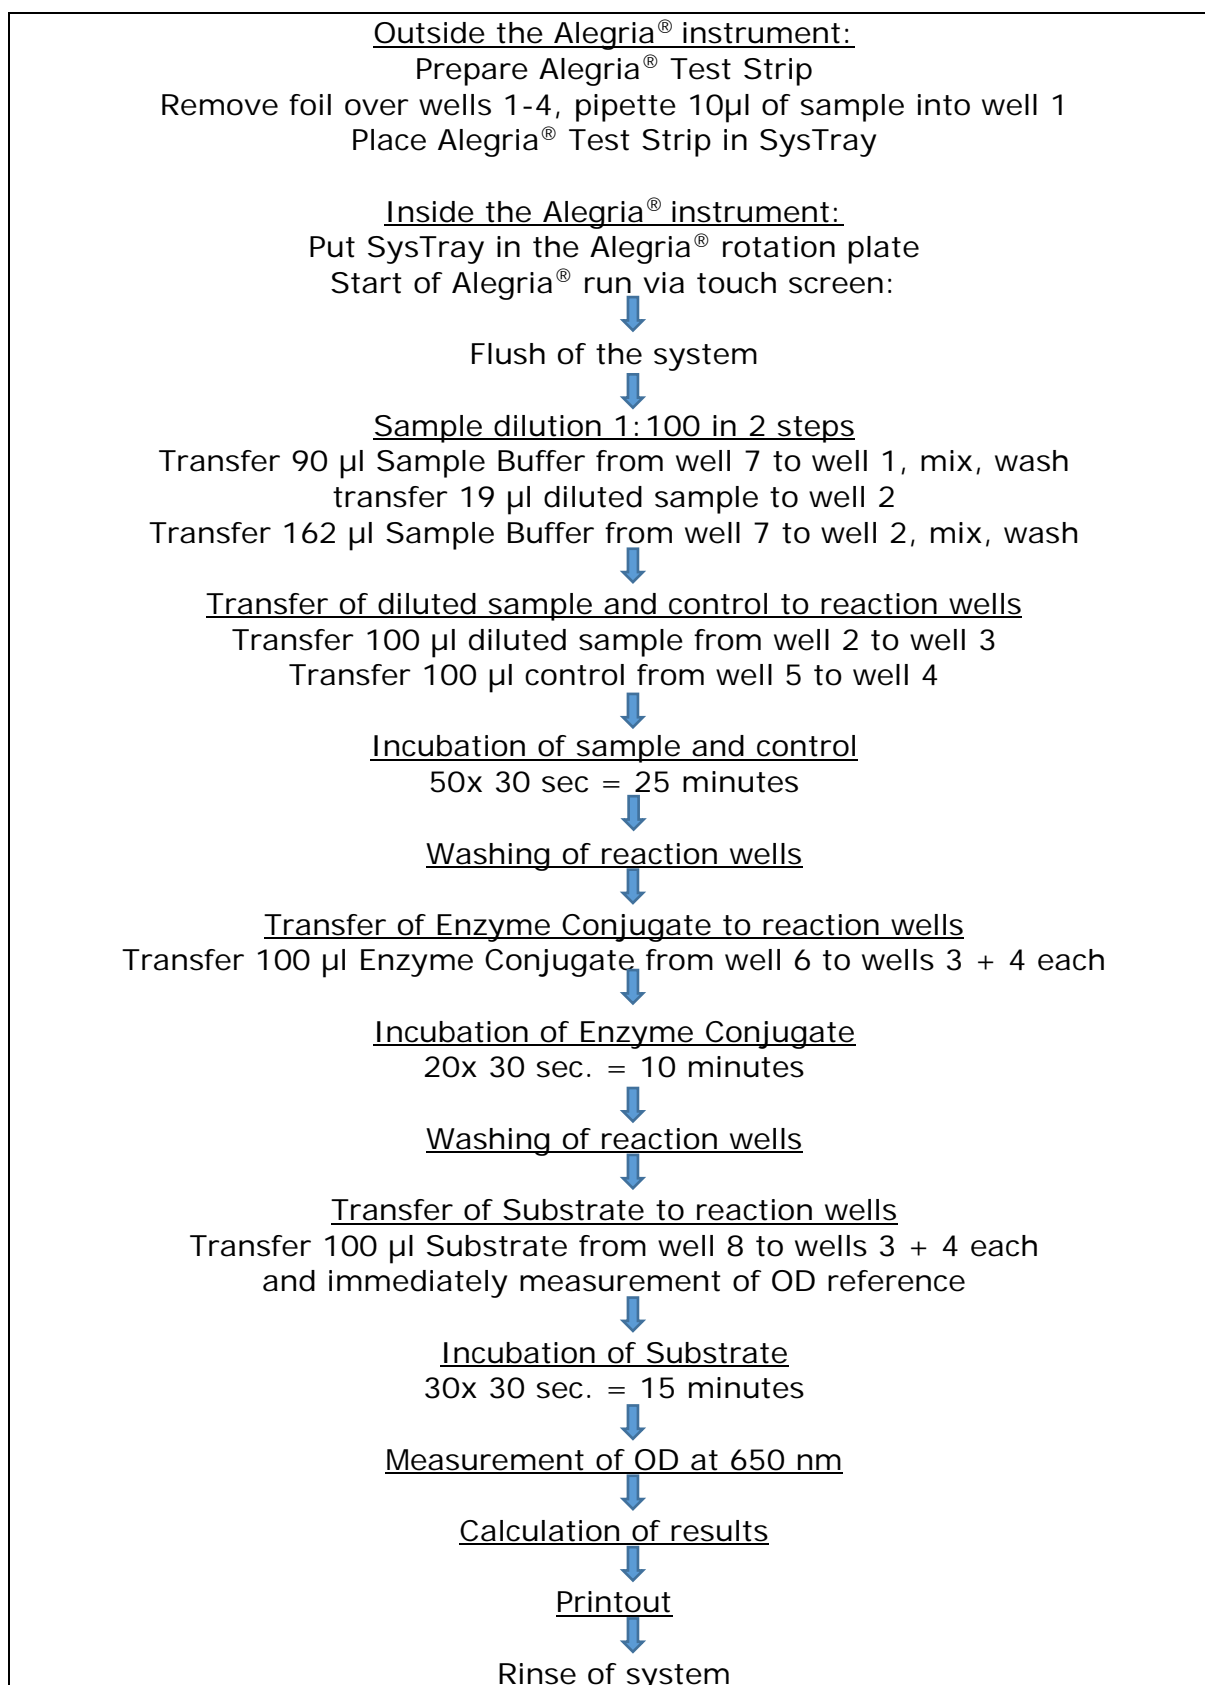 Outside the Alegria® instrument:
Prepare Alegria® Test Strip
Remove foil over wells 1-4, pipette 10µl of sample into well 1
Place Alegria® Test Strip in SysTray
Inside the Alegria® instrument:
Put SysTray in the Alegria® rotation plate
Start of Alegria® run via touch screen:
Flush of the system
Sample dilution 1:100 in 2 steps
Transfer 90 µl Sample Buffer from well 7 to well 1, mix, wash
transfer 19 µl diluted sample to well 2
Transfer 162 µl Sample Buffer from well 7 to well 2, mix, wash
Transfer of diluted sample and control to reaction wells
Transfer 100 µl diluted sample from well 2 to well 3
Transfer 100 µl control from well 5 to well 4
Incubation of sample and control
50x 30 sec = 25 minutes
Washing of reaction wells
Transfer of Enzyme Conjugate to reaction wells
Transfer 100 µl Enzyme Conjugate from well 6 to wells 3 + 4 each
Incubation of Enzyme Conjugate
20x 30 sec. = 10 minutes
Washing of reaction wells
Transfer of Substrate to reaction wells
Transfer 100 µl Substrate from well 8 to wells 3 + 4 each
and immediately measurement of OD reference
Incubation of Substrate
30x 30 sec. = 15 minutes
Measurement of OD at 650 nm
Calculation of results
Printout
Rinse of system